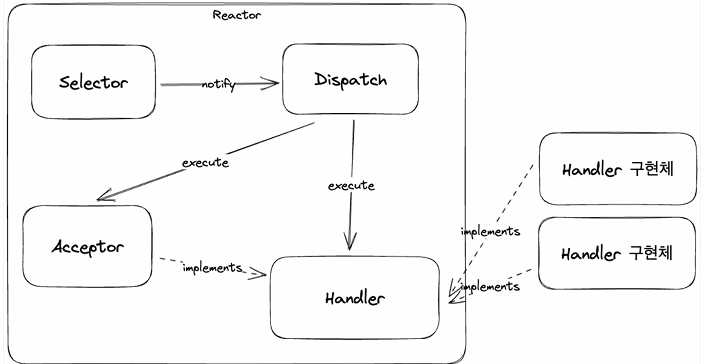 Reactor
Selector
notify
Dispatch
execute
execute
Handler 구현체
implements
Handler 구현체
implements
Acceptor
implements
Handler